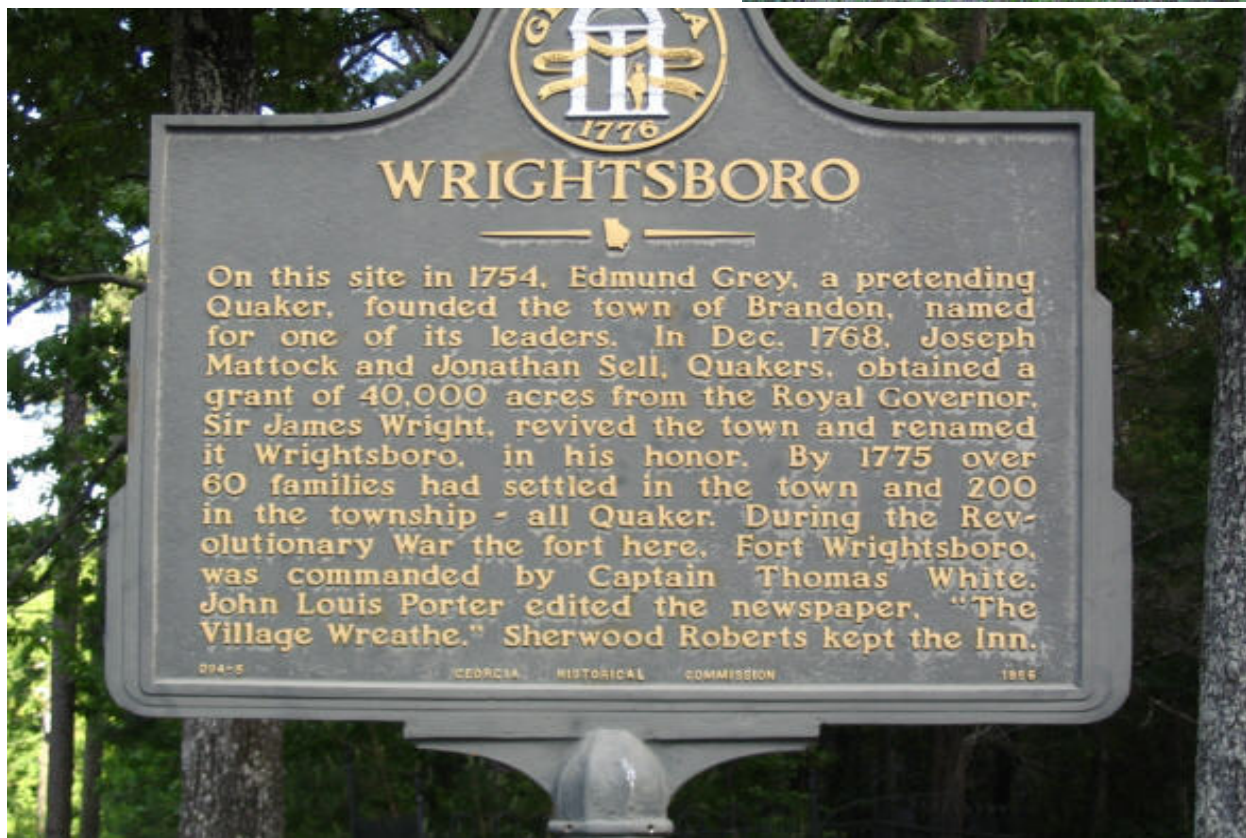 GE A
1776
WRIGHTSBORO
On this site in 1754, Edmund Grey, a pretending
Quaker, founded the town of Brandon, named
for one of its leaders. In Dec. 1768, Joseph
Mattock and Jonathan Sell, Quakers, obtained a
grant of 40,000 acres from the Royal Governor,
Sir James Wright, revived the town and renamed
it Wrightsboro, in his honor. By 1775 over
60 families had settled in the town and 200
in the township - all Quaker. During the Rev-
olutionary War the fort here, Fort Wrightsboro,
was commanded by Captain Thomas White.
John Louis Porter edited the newspaper, "The
Village Wreathe." Sherwood Roberts kept the Inn.
094-5 GEORGIA HISTORICAL COMMISSION